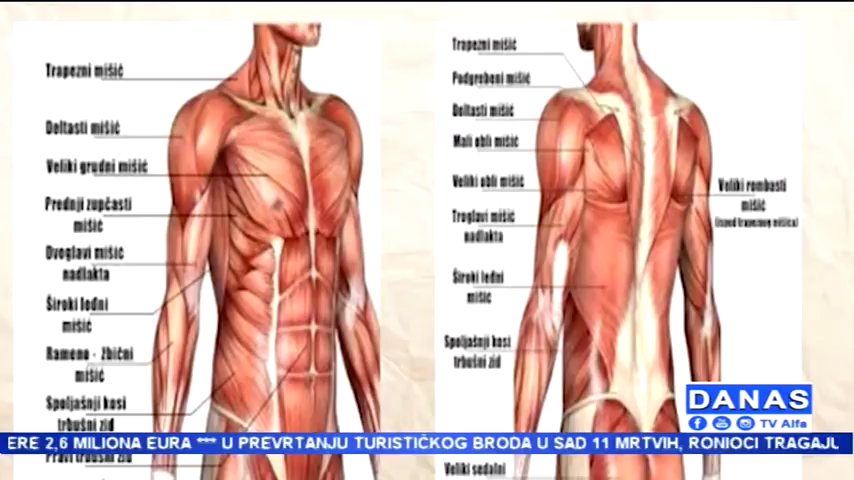 Trapezni mišić
Deltasti mišić
Veliki grudni mišić
Prednji zupčasti
mišić
Dvoglavi mišić
nadlakta
Široki leđni
mišić
Rameno - žbični
mišić
Spoljašnji kosi
trbušni zid
Pravi trbušni zid
Trapezni mišić
Podgrebeni mišić
Deltasti mišić
Mali obli mišić
Veliki obli mišić
Troglavi mišić
nadlakta
Široki leđni
mišić
Spoljašnji kosi
trbušni zid
Veliki sedalni
Veliki rombasti
mišić
(ispod trapeznog mišića)
DANAS
TV Alfa
ERE 2,6 MILIONA EURA *** U PREVRTANJU TURISTIČKOG BRODA U SAD 11 MRTVIH, RONIOCI TRAGAJU